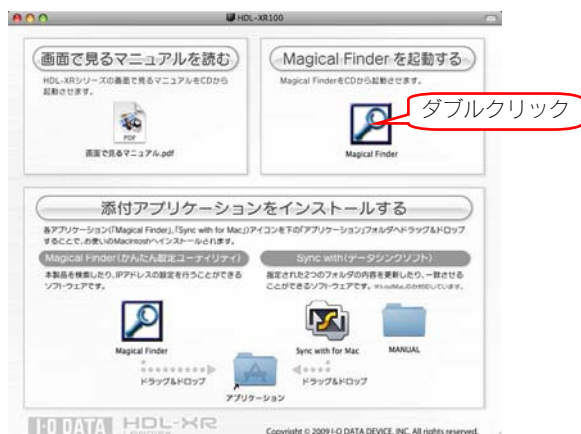 HDL-XR100
画面で見るマニュアルを読む
HDL-XRシリーズの画面で見るマニュアルをCDから
起動させます。
PDF
画面で見るマニュアル.pdf
Magical Finder を起動する
Magical FinderをCDから起動させます。
ダブルクリック
Magical Finder
添付アプリケーションをインストールする
各アプリケーション(「Magical Finder」、「Sync with for Mac」)アイコンを下の「アプリケーション」フォルダへドラッグ&ドロップ
することで、お使いのMacintoshへインストールされます。
Magical Finder(かんたん設定ユーティリティ)
本製品を検索したり、IPアドレスの設定を行うことができる
ソフトウェアです。
Sync with(データシンクソフト)
指定された2つのフォルダの内容を更新したり、一致させる
ことができるソフトウェアです。
Magical Finder
Sync with for Mac
MANUAL
ドラッグ&ドロップ
ドラッグ&ドロップ
アプリケーション
I-O DATA
HDL-XR
Copyright © 2009 I-O DATA DEVICE, INC. All rights reserved.